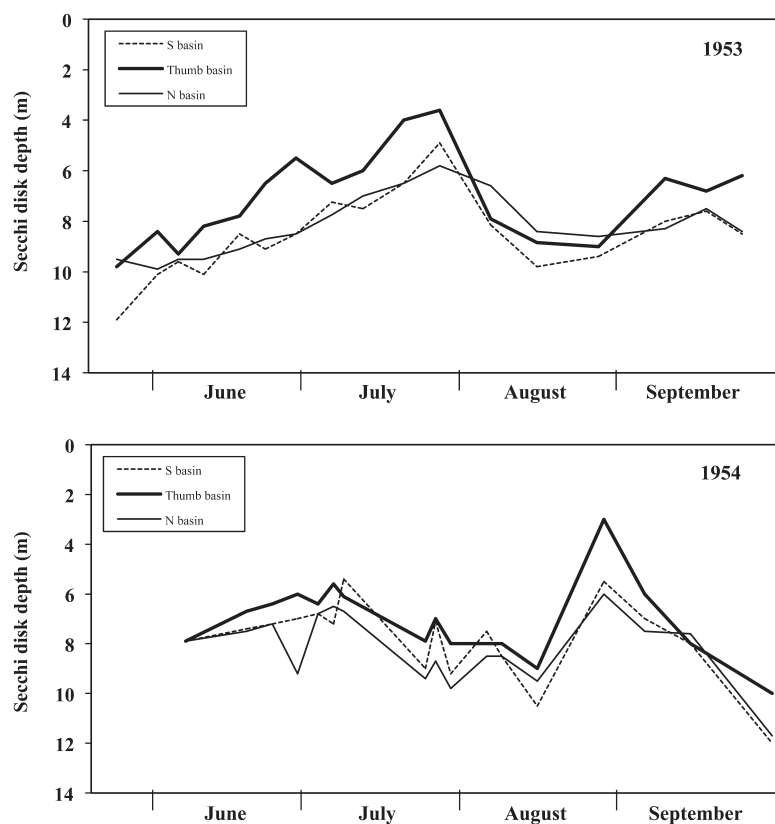 0
2
4
6
8
10
12
14
Secchi disk depth (m)
S basin
Thumb basin
N basin
1953
June July August September
0
2
4
6
8
10
12
14
Secchi disk depth (m)
S basin
Thumb basin
N basin
1954
June July August September